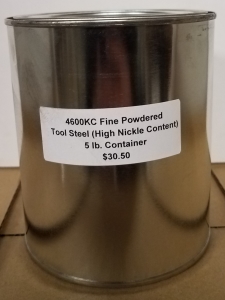 4600KC Fine Powdered
Tool Steel (High Nickle Content)
5 lb. Container
$30.50